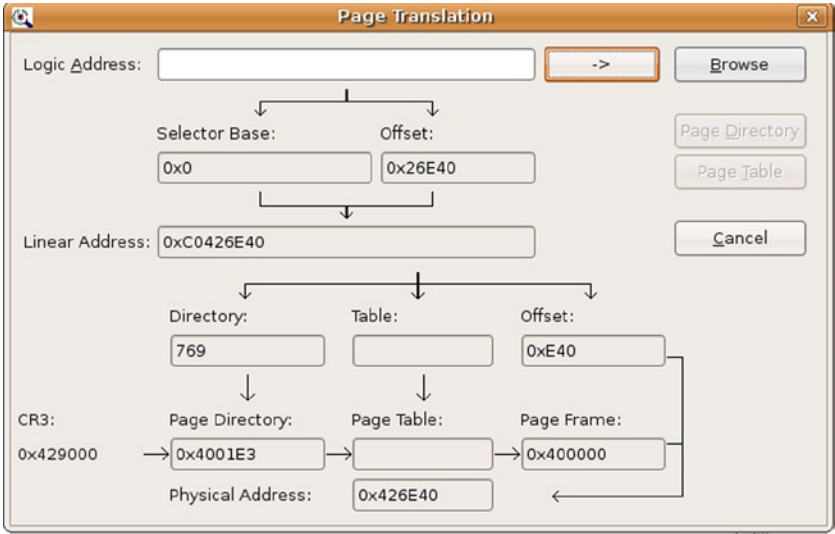 Page Translation
Logic Address: -> Browse
Selector Base: Offset: Page Directory
0x0 0x26E40 Page Table
Linear Address: 0xC0426E40 Cancel
Directory: Table: Offset:
769 0xE40
CR3: Page Directory: Page Table: Page Frame:
0x429000 0x4001E3 0x400000
Physical Address: 0x426E40